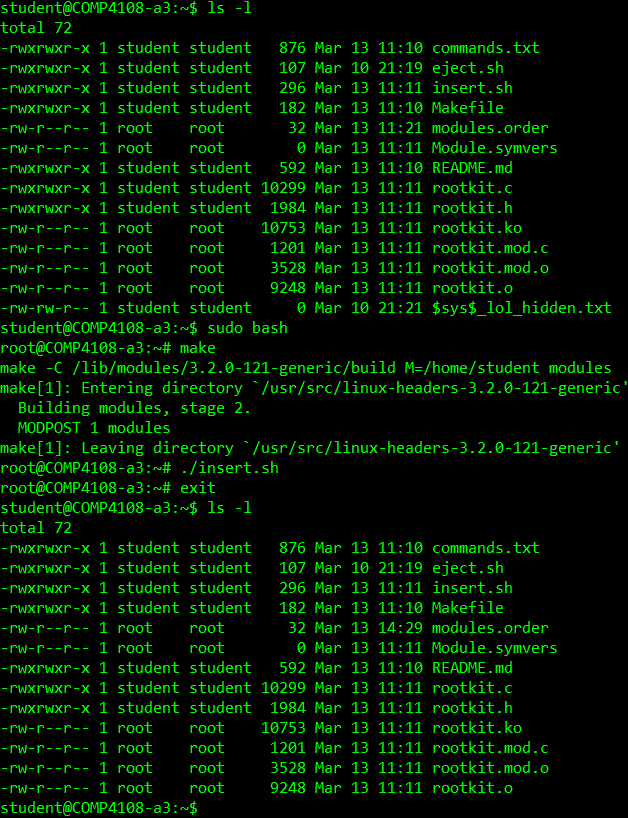 student@COMP4108-a3:~$ ls -l
total 72
-rwxrwxr-x 1 student student   876 Mar 13 11:10 commands.txt
-rwxrwxr-x 1 student student   107 Mar 10 21:19 eject.sh
-rwxrwxr-x 1 student student   296 Mar 13 11:11 insert.sh
-rwxrwxr-x 1 student student   182 Mar 13 11:10 Makefile
-rw-r--r-- 1 root    root       32 Mar 13 11:21 modules.order
-rw-r--r-- 1 root    root        0 Mar 13 11:11 Module.symvers
-rwxrwxr-x 1 student student   592 Mar 13 11:10 README.md
-rwxrwxr-x 1 student student 10299 Mar 13 11:11 rootkit.c
-rwxrwxr-x 1 student student  1984 Mar 13 11:11 rootkit.h
-rw-r--r-- 1 root    root    10753 Mar 13 11:11 rootkit.ko
-rw-r--r-- 1 root    root     1201 Mar 13 11:11 rootkit.mod.c
-rw-r--r-- 1 root    root     3528 Mar 13 11:11 rootkit.mod.o
-rw-r--r-- 1 root    root     9248 Mar 13 11:11 rootkit.o
-rw-rw-r-- 1 student student     0 Mar 10 21:21 $sys$_lol_hidden.txt
student@COMP4108-a3:~$ sudo bash
root@COMP4108-a3:~# make
make -C /lib/modules/3.2.0-121-generic/build M=/home/student modules
make[1]: Entering directory `/usr/src/linux-headers-3.2.0-121-generic'
  Building modules, stage 2.
  MODPOST 1 modules
make[1]: Leaving directory `/usr/src/linux-headers-3.2.0-121-generic'
root@COMP4108-a3:~# ./insert.sh
root@COMP4108-a3:~# exit
student@COMP4108-a3:~$ ls -l
total 72
-rwxrwxr-x 1 student student   876 Mar 13 11:10 commands.txt
-rwxrwxr-x 1 student student   107 Mar 10 21:19 eject.sh
-rwxrwxr-x 1 student student   296 Mar 13 11:11 insert.sh
-rwxrwxr-x 1 student student   182 Mar 13 11:10 Makefile
-rw-r--r-- 1 root    root       32 Mar 13 14:29 modules.order
-rw-r--r-- 1 root    root        0 Mar 13 11:11 Module.symvers
-rwxrwxr-x 1 student student   592 Mar 13 11:10 README.md
-rwxrwxr-x 1 student student 10299 Mar 13 11:11 rootkit.c
-rwxrwxr-x 1 student student  1984 Mar 13 11:11 rootkit.h
-rw-r--r-- 1 root    root    10753 Mar 13 11:11 rootkit.ko
-rw-r--r-- 1 root    root     1201 Mar 13 11:11 rootkit.mod.c
-rw-r--r-- 1 root    root     3528 Mar 13 11:11 rootkit.mod.o
-rw-r--r-- 1 root    root     9248 Mar 13 11:11 rootkit.o
student@COMP4108-a3:~$